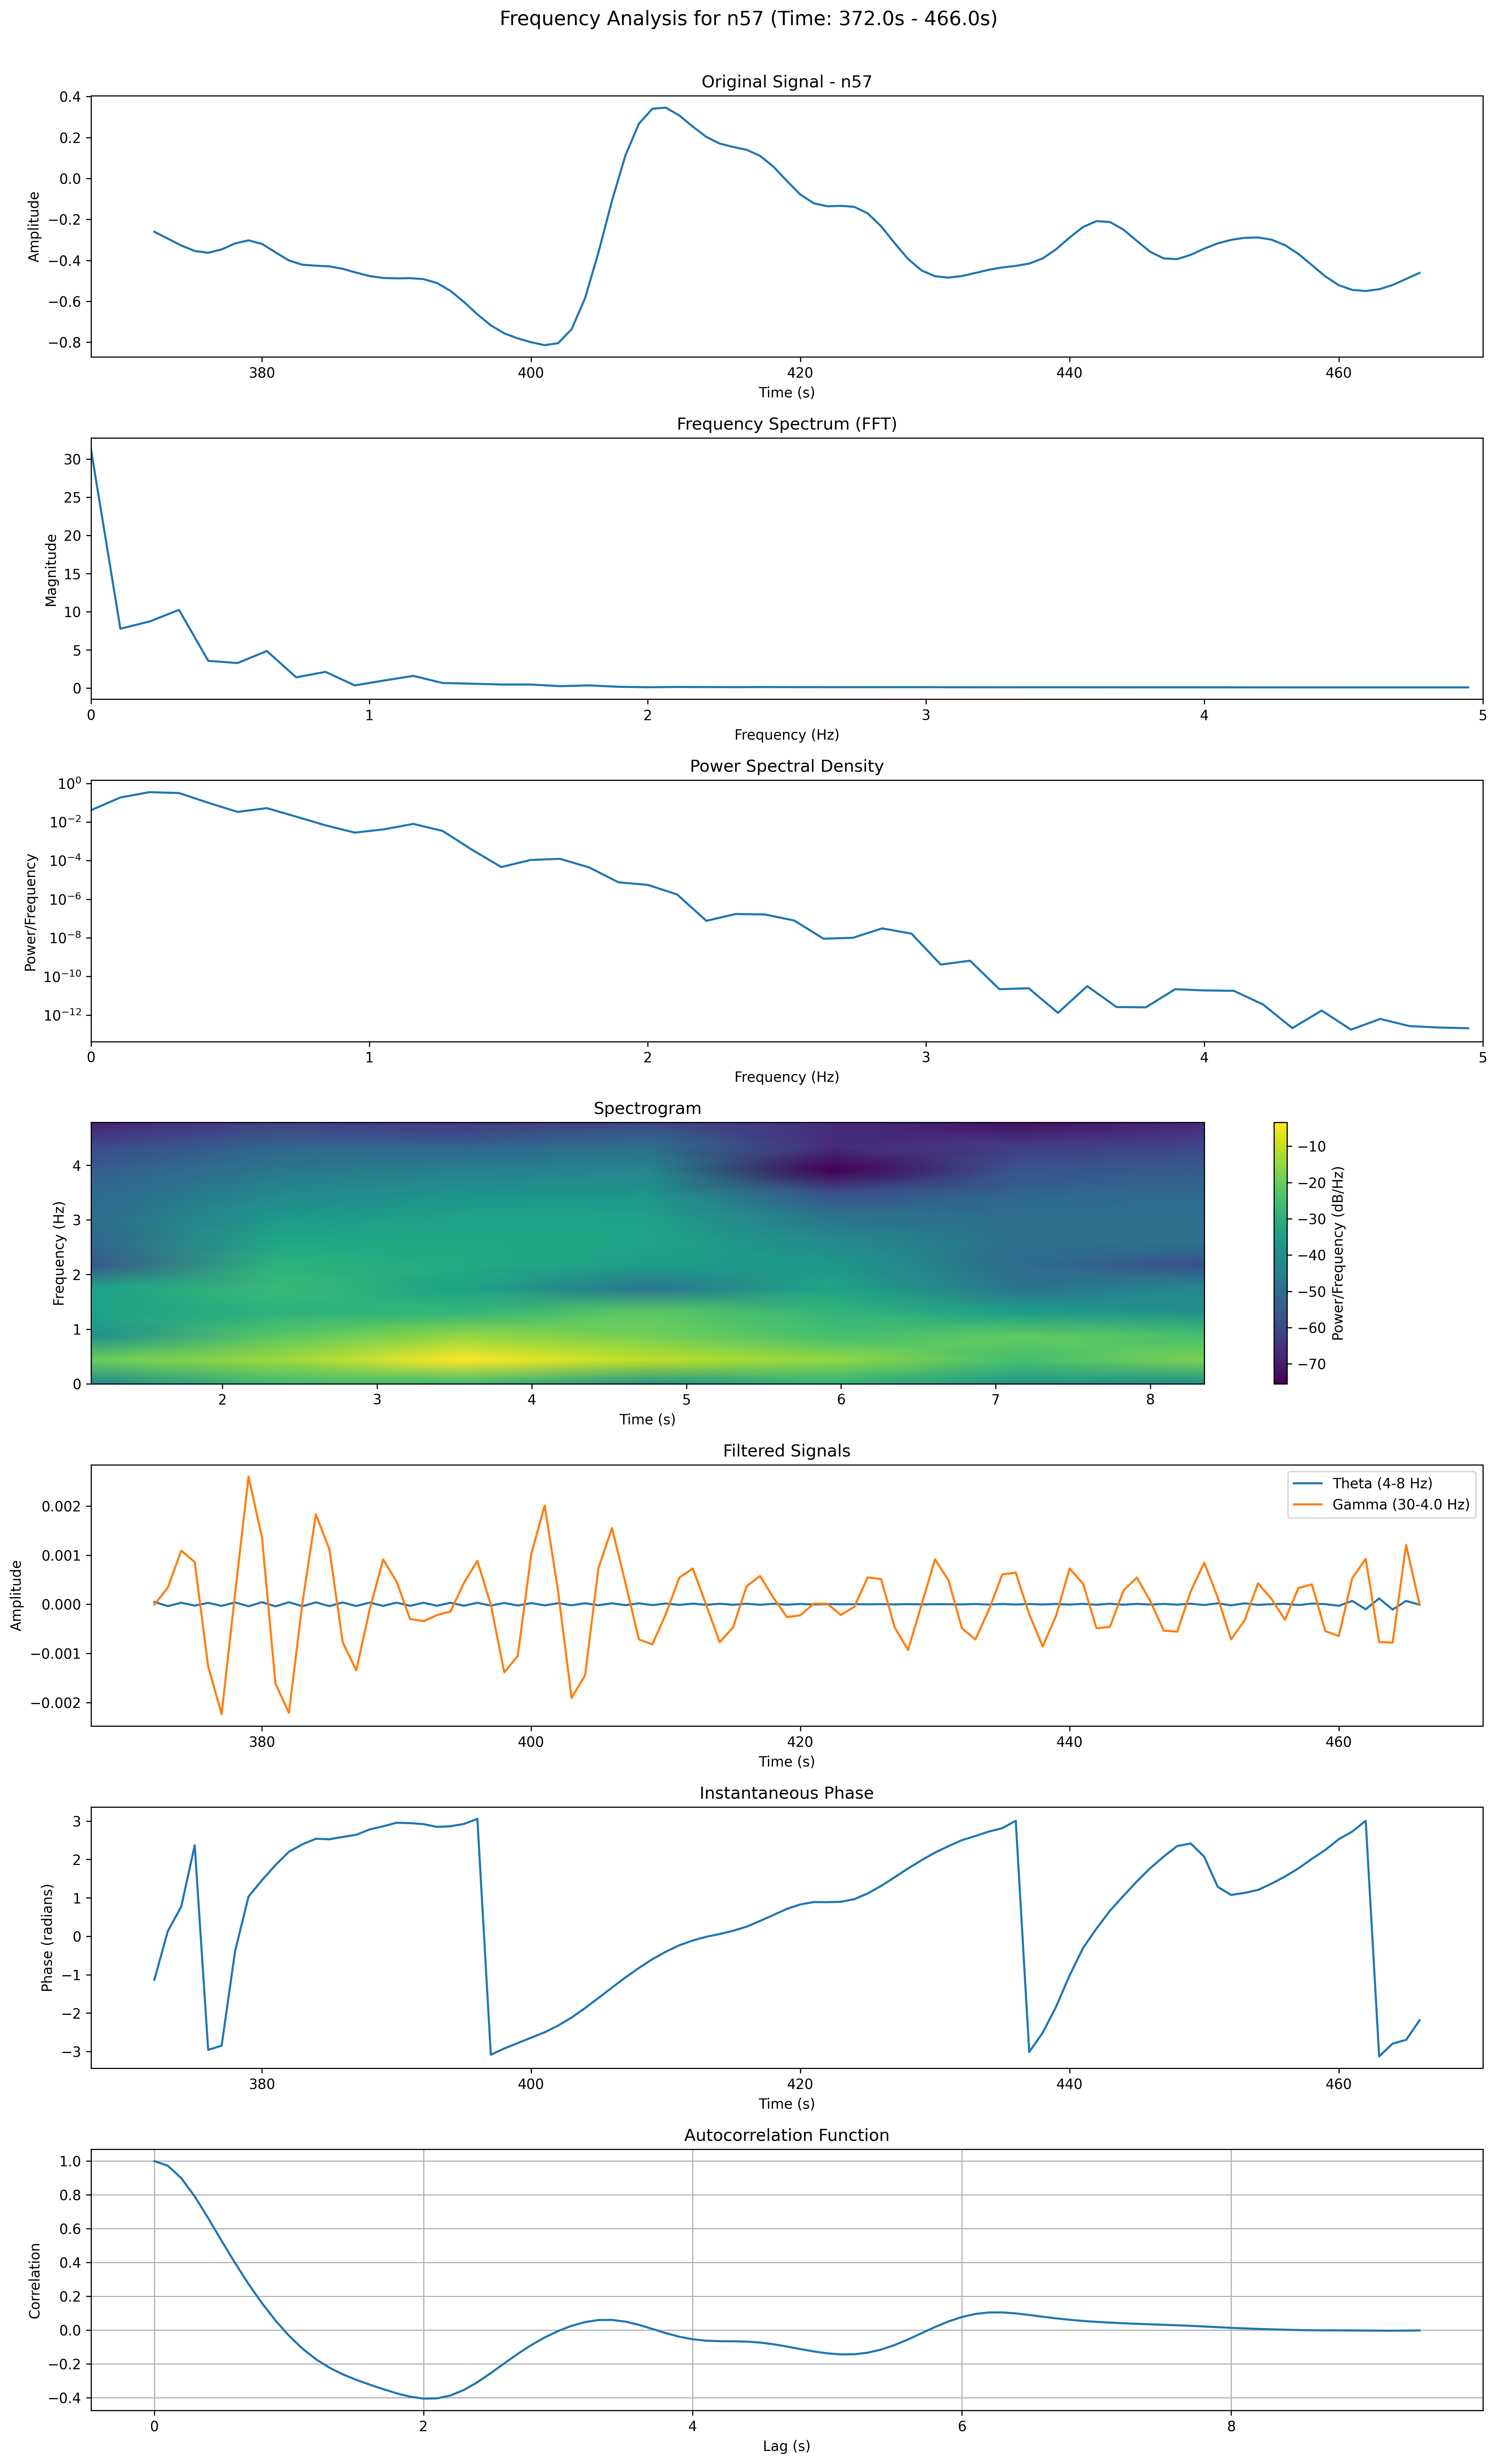 Frequency Analysis for n57 (Time: 372.0s - 466.0s)
Original Signal - n57
0.4
0.2
0.0
−0.2
−0.4
−0.6
−0.8
Amplitude
380 400 420 440 460
Time (s)
Frequency Spectrum (FFT)
30
25
20
15
10
5
0
Magnitude
0 1 2 3 4 5
Frequency (Hz)
Power Spectral Density
10⁰
10⁻²
10⁻⁴
10⁻⁶
10⁻⁸
10⁻¹⁰
10⁻¹²
Power/Frequency
0 1 2 3 4 5
Frequency (Hz)
Spectrogram
4
3
2
1
0
Frequency (Hz)
2 3 4 5 6 7 8
Time (s)
−10
−20
−30
−40
−50
−60
−70
Power/Frequency (dB/Hz)
Filtered Signals
Theta (4-8 Hz)
Gamma (30-4.0 Hz)
0.002
0.001
0.000
−0.001
−0.002
Amplitude
380 400 420 440 460
Time (s)
Instantaneous Phase
3
2
1
0
−1
−2
−3
Phase (radians)
380 400 420 440 460
Time (s)
Autocorrelation Function
1.0
0.8
0.6
0.4
0.2
0.0
−0.2
−0.4
Correlation
0 2 4 6 8
Lag (s)